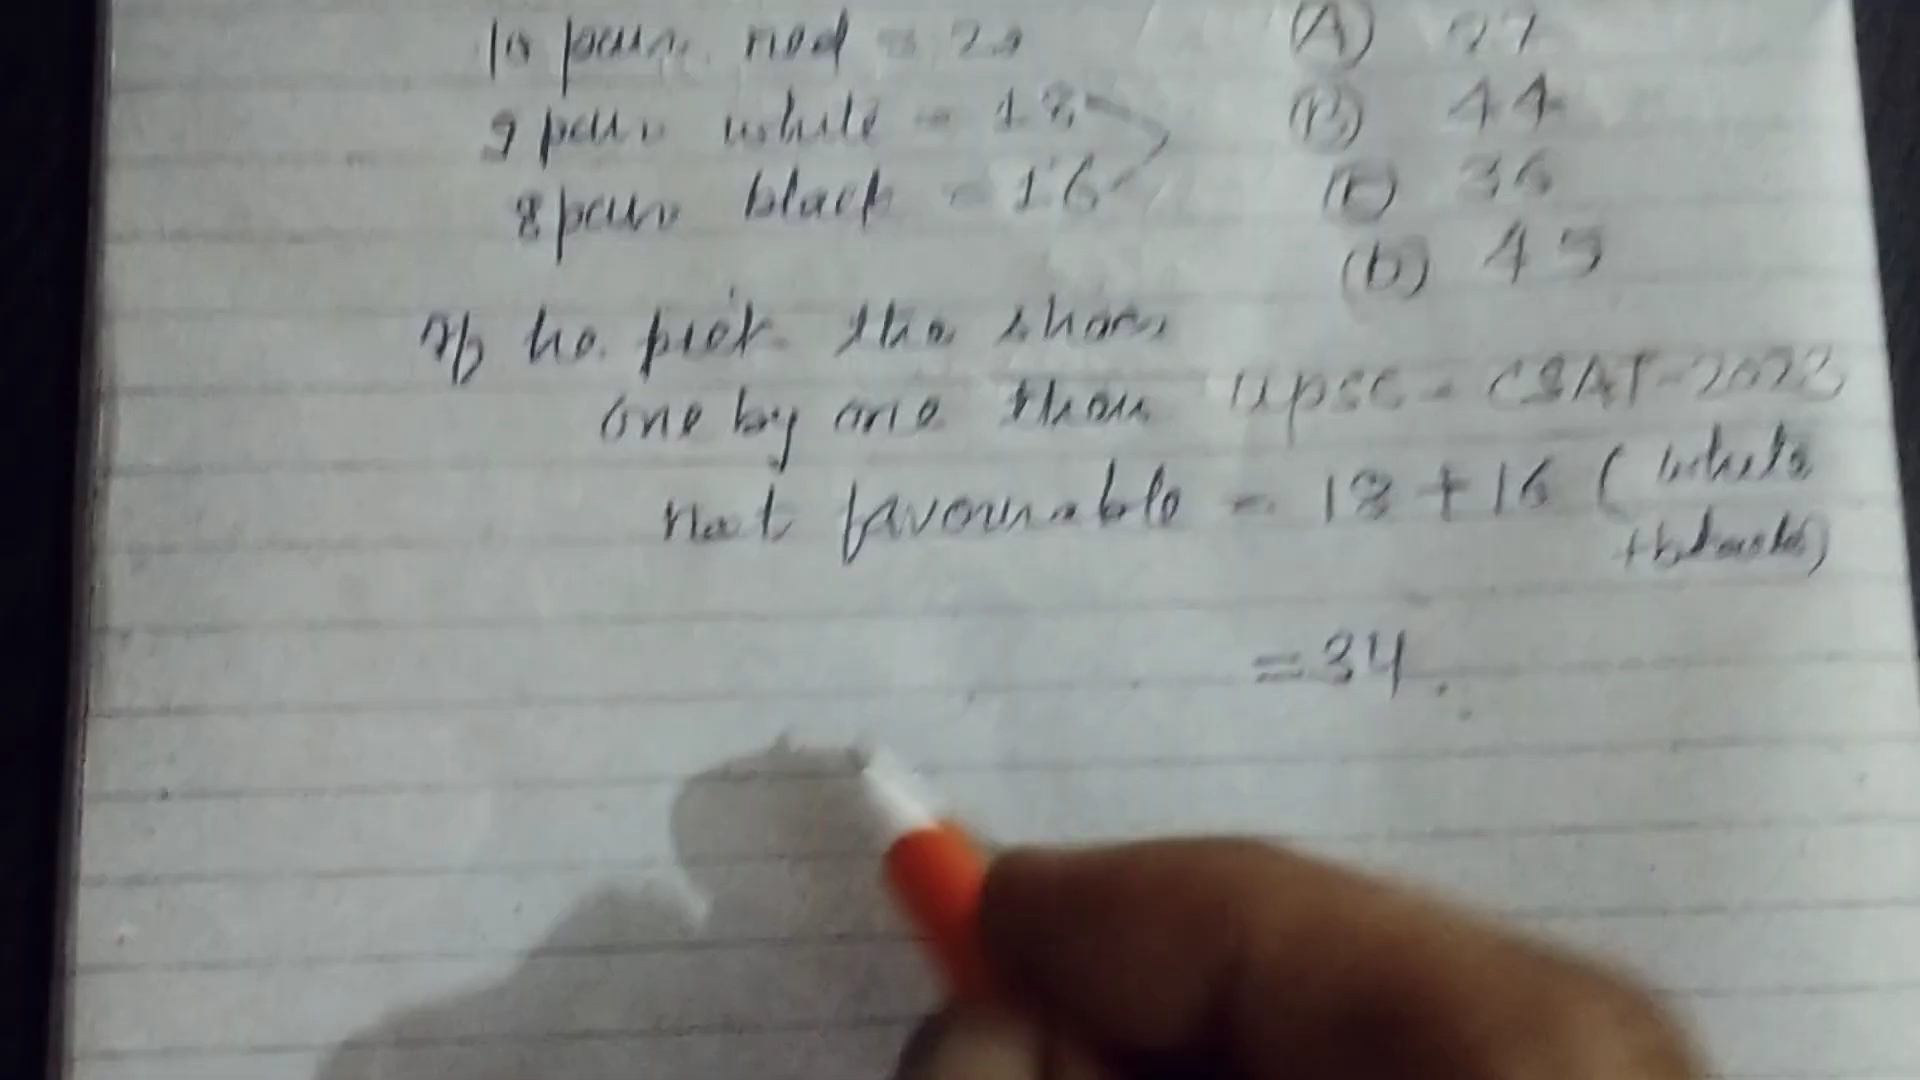 10 pair red = 20 (A) 27
9 pair white = 18 (B) 44
8 pair black = 16 (C) 36
(D) 45
If he pick the shoes
one by one then UPSC - CSAT-2023
not favourable = 18 + 16 (white
+ black)
= 34.